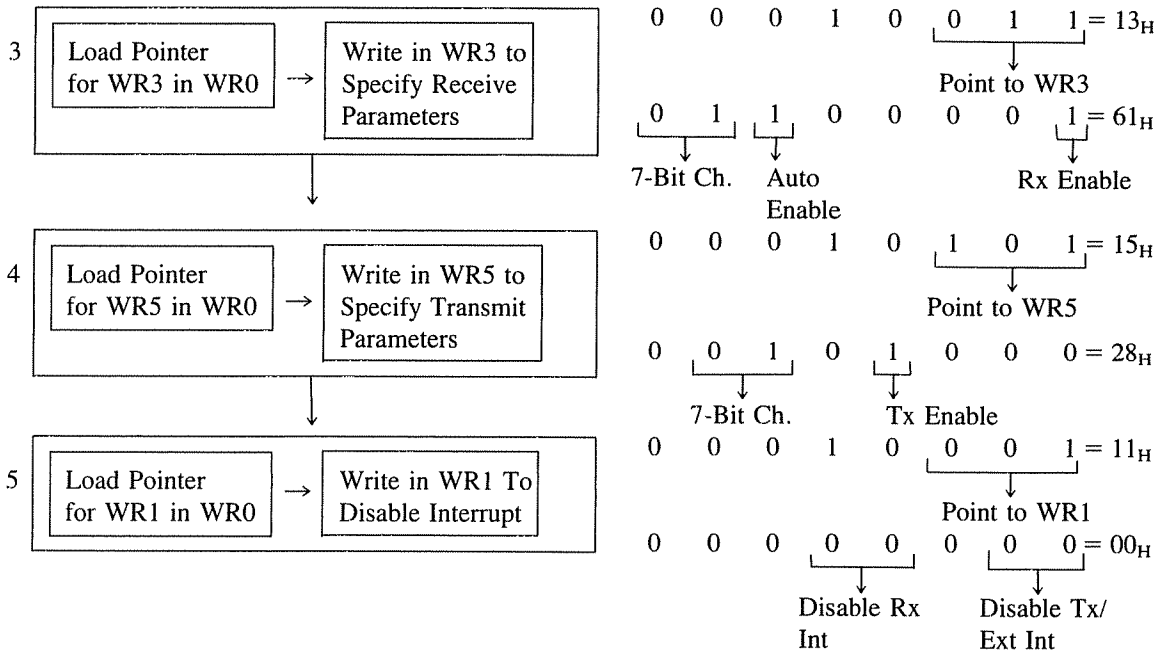 0 0 0 1 0 0 1 1 = 13H
3
Load Pointer
for WR3 in WR0
→
Write in WR3 to
Specify Receive
Parameters
Point to WR3
0 1 1 0 0 0 0 1 = 61H
7-Bit Ch.
Auto
Enable
Rx Enable
0 0 0 1 0 1 0 1 = 15H
4
Load Pointer
for WR5 in WR0
→
Write in WR5 to
Specify Transmit
Parameters
Point to WR5
0 0 1 0 1 0 0 0 = 28H
7-Bit Ch.
Tx Enable
0 0 0 1 0 0 0 1 = 11H
5
Load Pointer
for WR1 in WR0
→
Write in WR1 To
Disable Interrupt
Point to WR1
0 0 0 0 0 0 0 0 = 00H
Disable Rx
Int
Disable Tx/
Ext Int